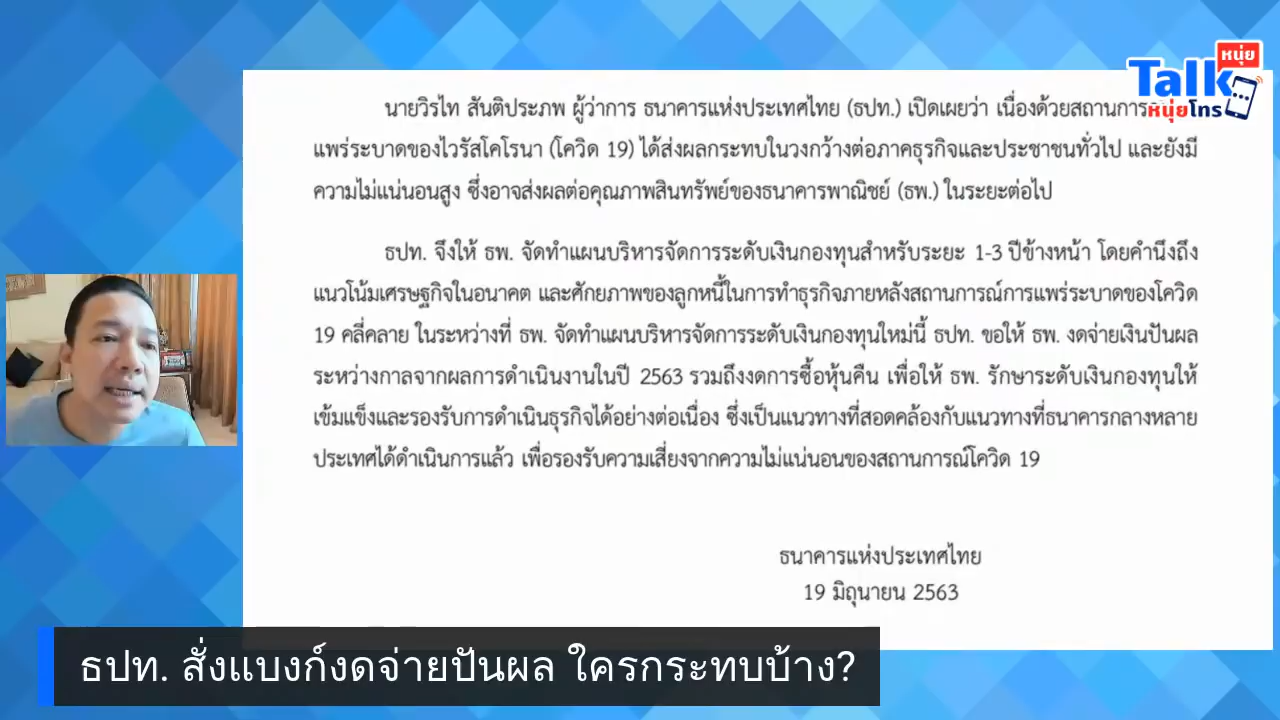 หนุ่ย
Talk
หนุ่ยโทร
นายวิรไท สันติประภพ ผู้ว่าการ ธนาคารแห่งประเทศไทย (ธปท.) เปิดเผยว่า เนื่องด้วยสถานการ
แพร่ระบาดของไวรัสโคโรนา (โควิด 19) ได้ส่งผลกระทบในวงกว้างต่อภาคธุรกิจและประชาชนทั่วไป และยังมี
ความไม่แน่นอนสูง ซึ่งอาจส่งผลต่อคุณภาพสินทรัพย์ของธนาคารพาณิชย์ (ธพ.) ในระยะต่อไป
ธปท. จึงให้ ธพ. จัดทำแผนบริหารจัดการระดับเงินกองทุนสำหรับระยะ 1-3 ปีข้างหน้า โดยคำนึงถึง
แนวโน้มเศรษฐกิจในอนาคต และศักยภาพของลูกหนี้ในการทำธุรกิจภายหลังสถานการณ์การแพร่ระบาดของโควิด
19 คลี่คลาย ในระหว่างที่ ธพ. จัดทำแผนบริหารจัดการระดับเงินกองทุนใหม่นี้ ธปท. ขอให้ ธพ. งดจ่ายเงินปันผล
ระหว่างกาลจากผลการดำเนินงานในปี 2563 รวมถึงงดการซื้อหุ้นคืน เพื่อให้ ธพ. รักษาระดับเงินกองทุนให้
เข้มแข็งและรองรับการดำเนินธุรกิจได้อย่างต่อเนื่อง ซึ่งเป็นแนวทางที่สอดคล้องกับแนวทางที่ธนาคารกลางหลาย
ประเทศได้ดำเนินการแล้ว เพื่อรองรับความเสี่ยงจากความไม่แน่นอนของสถานการณ์โควิด 19
ธนาคารแห่งประเทศไทย
19 มิถุนายน 2563
ธปท. สั่งแบงก์งดจ่ายปันผล ใครกระทบบ้าง?